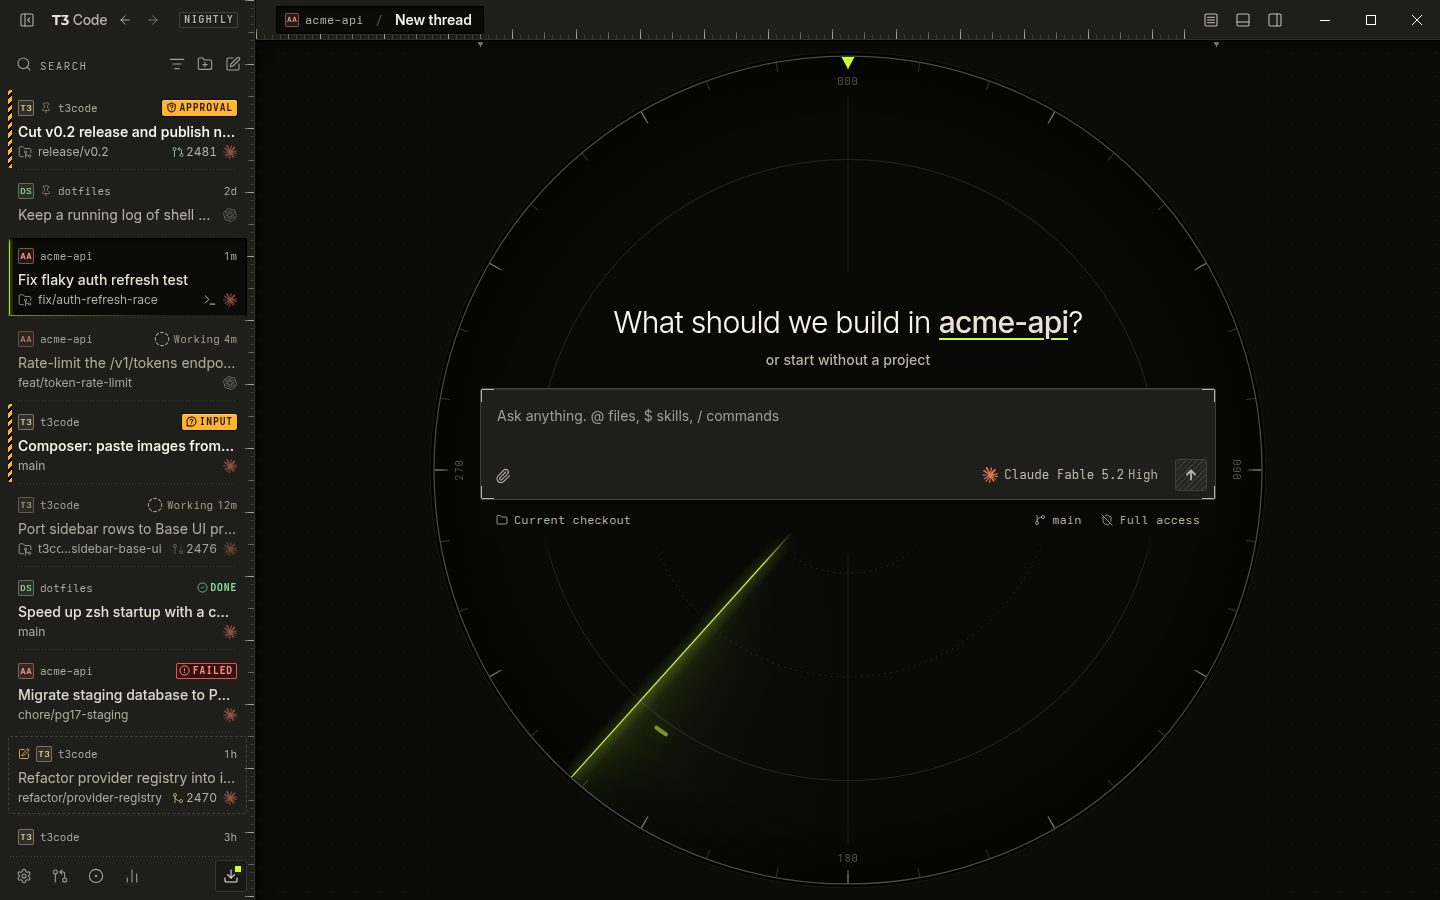 T3 Code
NIGHTLY
AA acme-api / New thread
SEARCH
T3 t3code APPROVAL
Cut v0.2 release and publish n...
release/v0.2 2481
DS dotfiles 2d
Keep a running log of shell ...
AA acme-api 1m
Fix flaky auth refresh test
fix/auth-refresh-race
AA acme-api Working 4m
Rate-limit the /v1/tokens endpo...
feat/token-rate-limit
T3 t3code INPUT
Composer: paste images from...
main
T3 t3code Working 12m
Port sidebar rows to Base UI pr...
t3cc...sidebar-base-ui 2476
DS dotfiles DONE
Speed up zsh startup with a c...
main
AA acme-api FAILED
Migrate staging database to P...
chore/pg17-staging
T3 t3code 1h
Refactor provider registry into i...
refactor/provider-registry 2470
T3 t3code 3h
000
What should we build in acme-api?
or start without a project
Ask anything. @ files, $ skills, / commands
Claude Fable 5.2 High
270
060
Current checkout
main
Full access
180